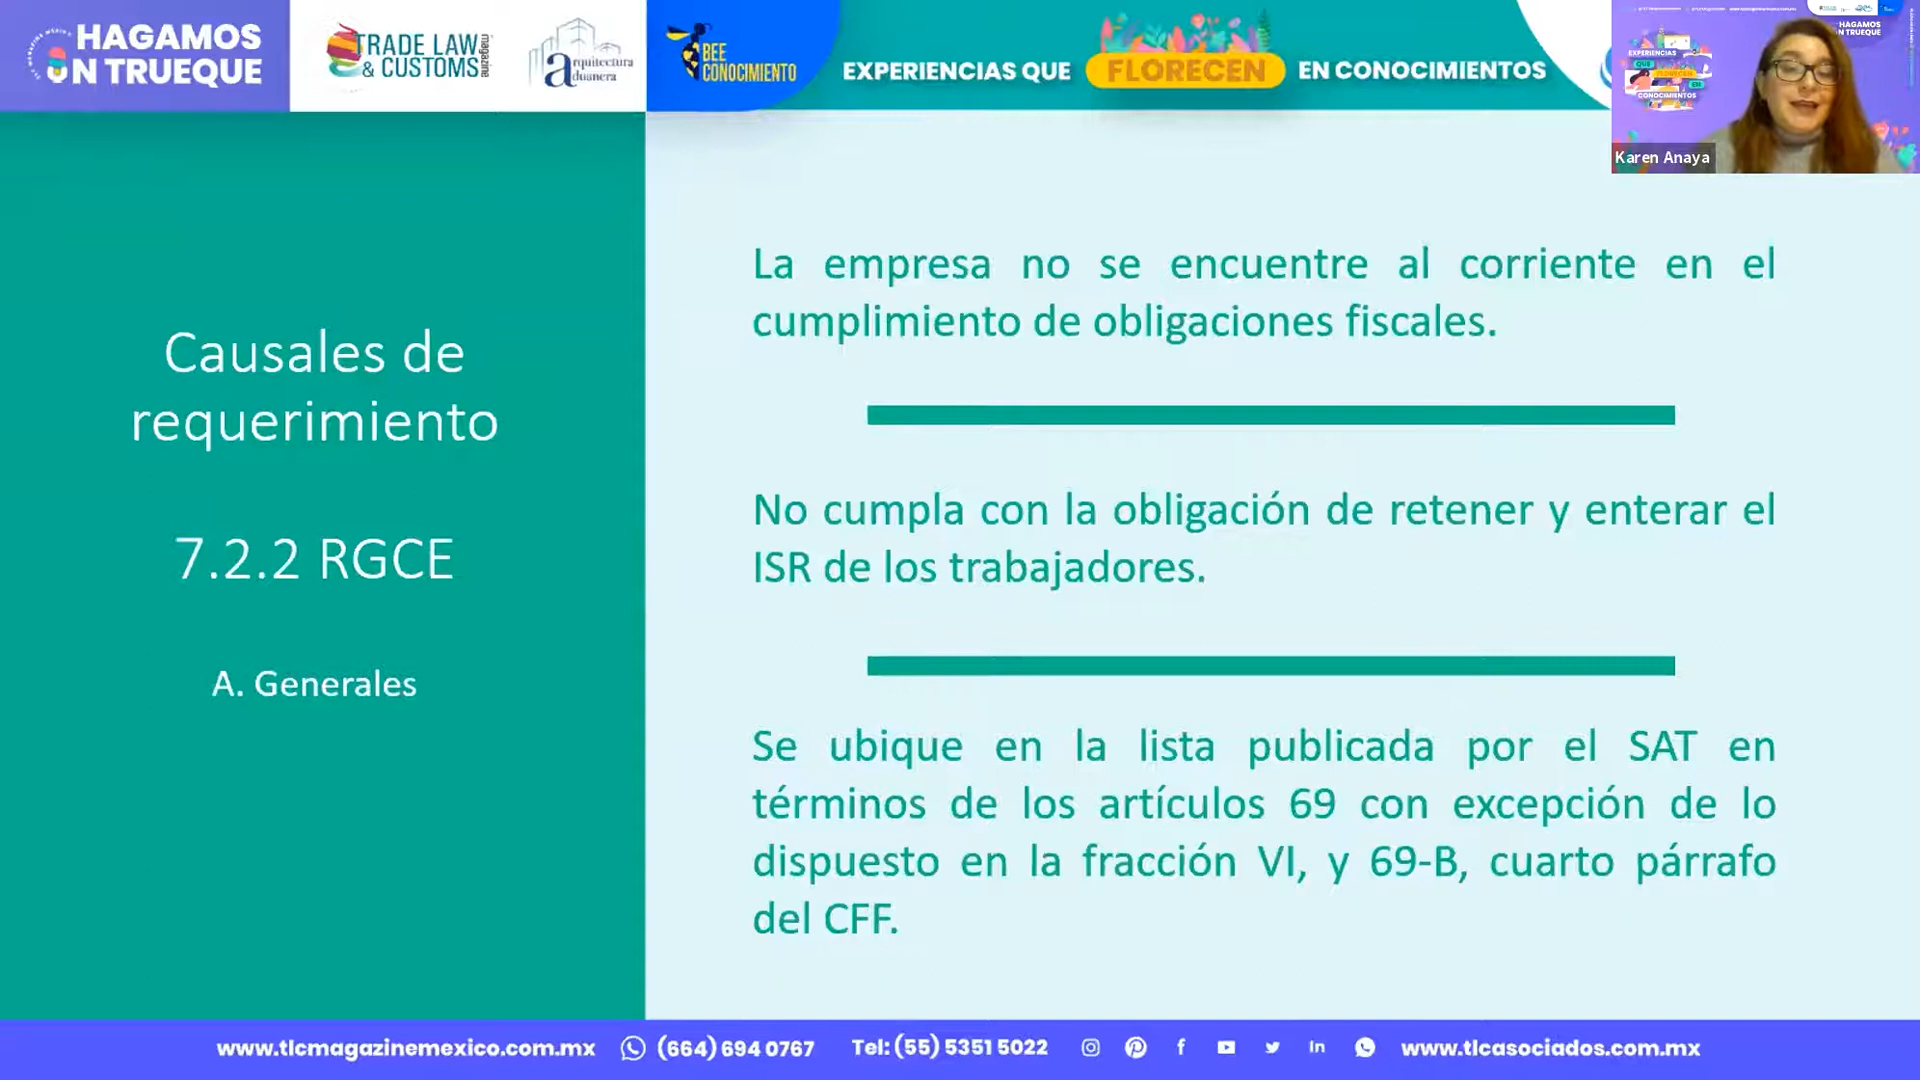 HAGAMOS
UN TRUEQUE
TRADE LAW
& CUSTOMS
magazine
arquitectura
aduanera
BEE
CONOCIMIENTO
EXPERIENCIAS QUE FLORECEN EN CONOCIMIENTOS
HAGAMOS
UN TRUEQUE
EXPERIENCIAS
QUE
FLORECEN
EN
CONOCIMIENTOS
Karen Anaya
Causales de
requerimiento
7.2.2 RGCE
A. Generales
La empresa no se encuentre al corriente en el
cumplimiento de obligaciones fiscales.
No cumpla con la obligación de retener y enterar el
ISR de los trabajadores.
Se ubique en la lista publicada por el SAT en
términos de los artículos 69 con excepción de lo
dispuesto en la fracción VI, y 69-B, cuarto párrafo
del CFF.
www.tlcmagazinemexico.com.mx (664) 694 0767 Tel: (55) 5351 5022 www.tlcasociados.com.mx